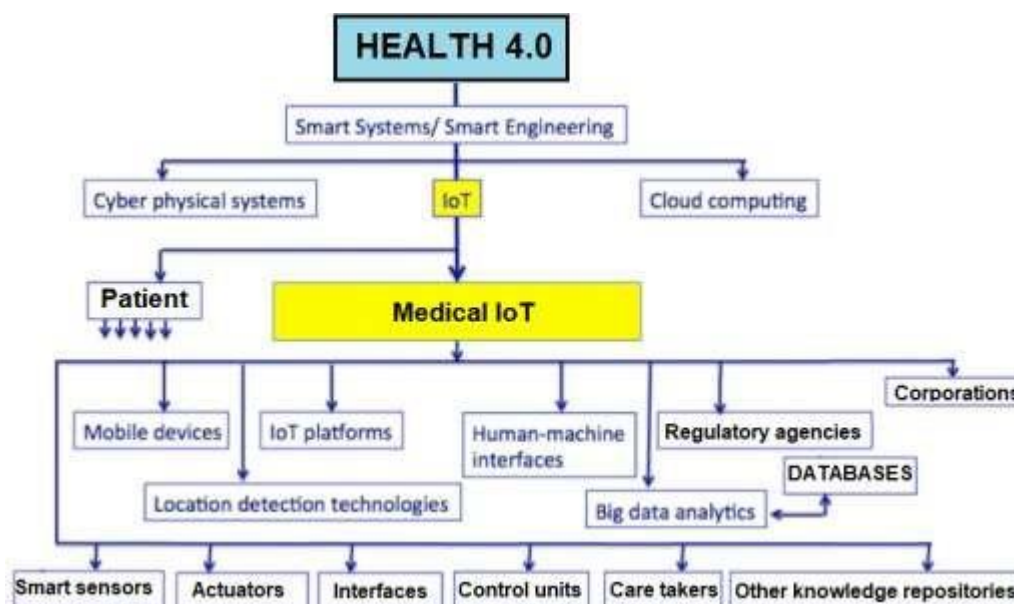 HEALTH 4.0
Smart Systems/ Smart Engineering
Cyber physical systems
IoT
Cloud computing
Patient
Medical IoT
Corporations
Mobile devices
IoT platforms
Human-machine
interfaces
Regulatory agencies
DATABASES
Location detection technologies
Big data analytics
Smart sensors
Actuators
Interfaces
Control units
Care takers
Other knowledge repositories